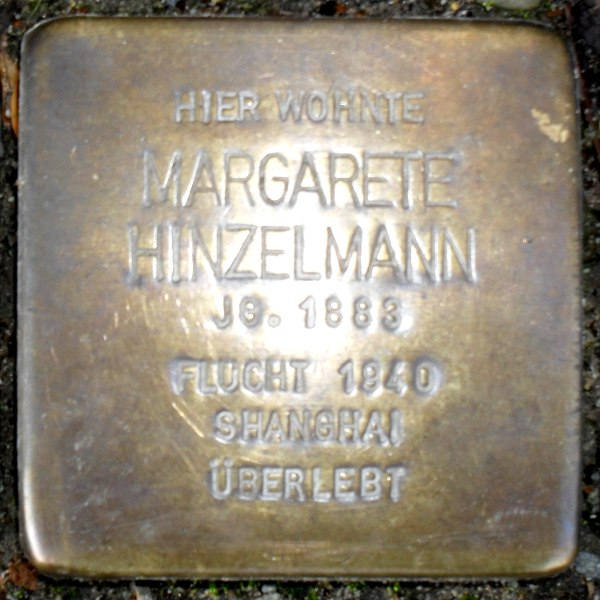 HIER WOHNTE
MARGARETE
HINZELMANN
JG. 1883
FLUCHT 1940
SHANGHAI
ÜBERLEBT